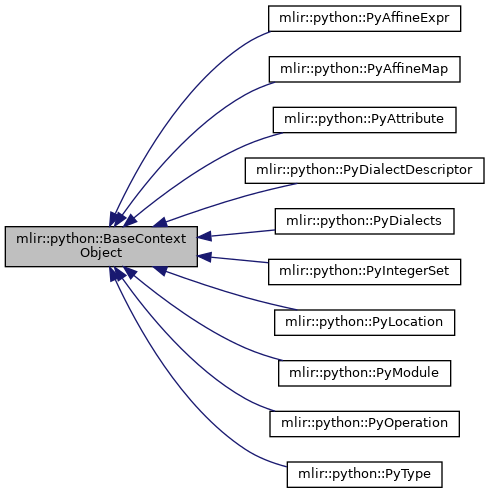 mlir::python::PyAffineExpr
mlir::python::PyAffineMap
mlir::python::PyAttribute
mlir::python::PyDialectDescriptor
mlir::python::PyDialects
mlir::python::BaseContext
Object
mlir::python::PyIntegerSet
mlir::python::PyLocation
mlir::python::PyModule
mlir::python::PyOperation
mlir::python::PyType